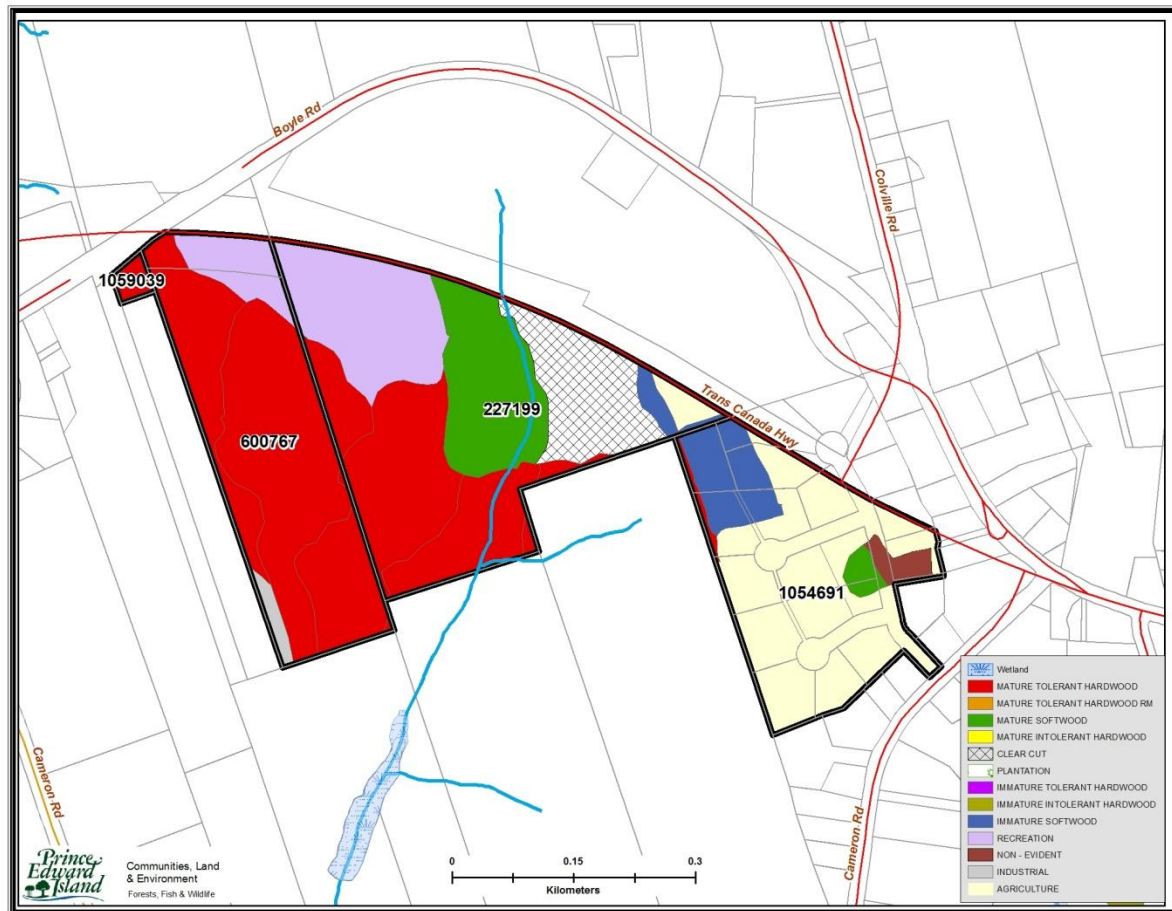 Boyle Rd
Colville Rd
1059039
227199
600767
Trans Canada Hwy
1054691
Cameron Rd
Cameron Rd
Wetland
MATURE TOLERANT HARDWOOD
MATURE TOLERANT HARDWOOD RM
MATURE SOFTWOOD
MATURE INTOLERANT HARDWOOD
CLEAR CUT
PLANTATION
IMMATURE TOLERANT HARDWOOD
IMMATURE INTOLERANT HARDWOOD
IMMATURE SOFTWOOD
RECREATION
NON - EVIDENT
INDUSTRIAL
AGRICULTURE
Prince
Edward
Island
Communities, Land
& Environment
Forests, Fish & Wildlife
0 0.15 0.3
Kilometers